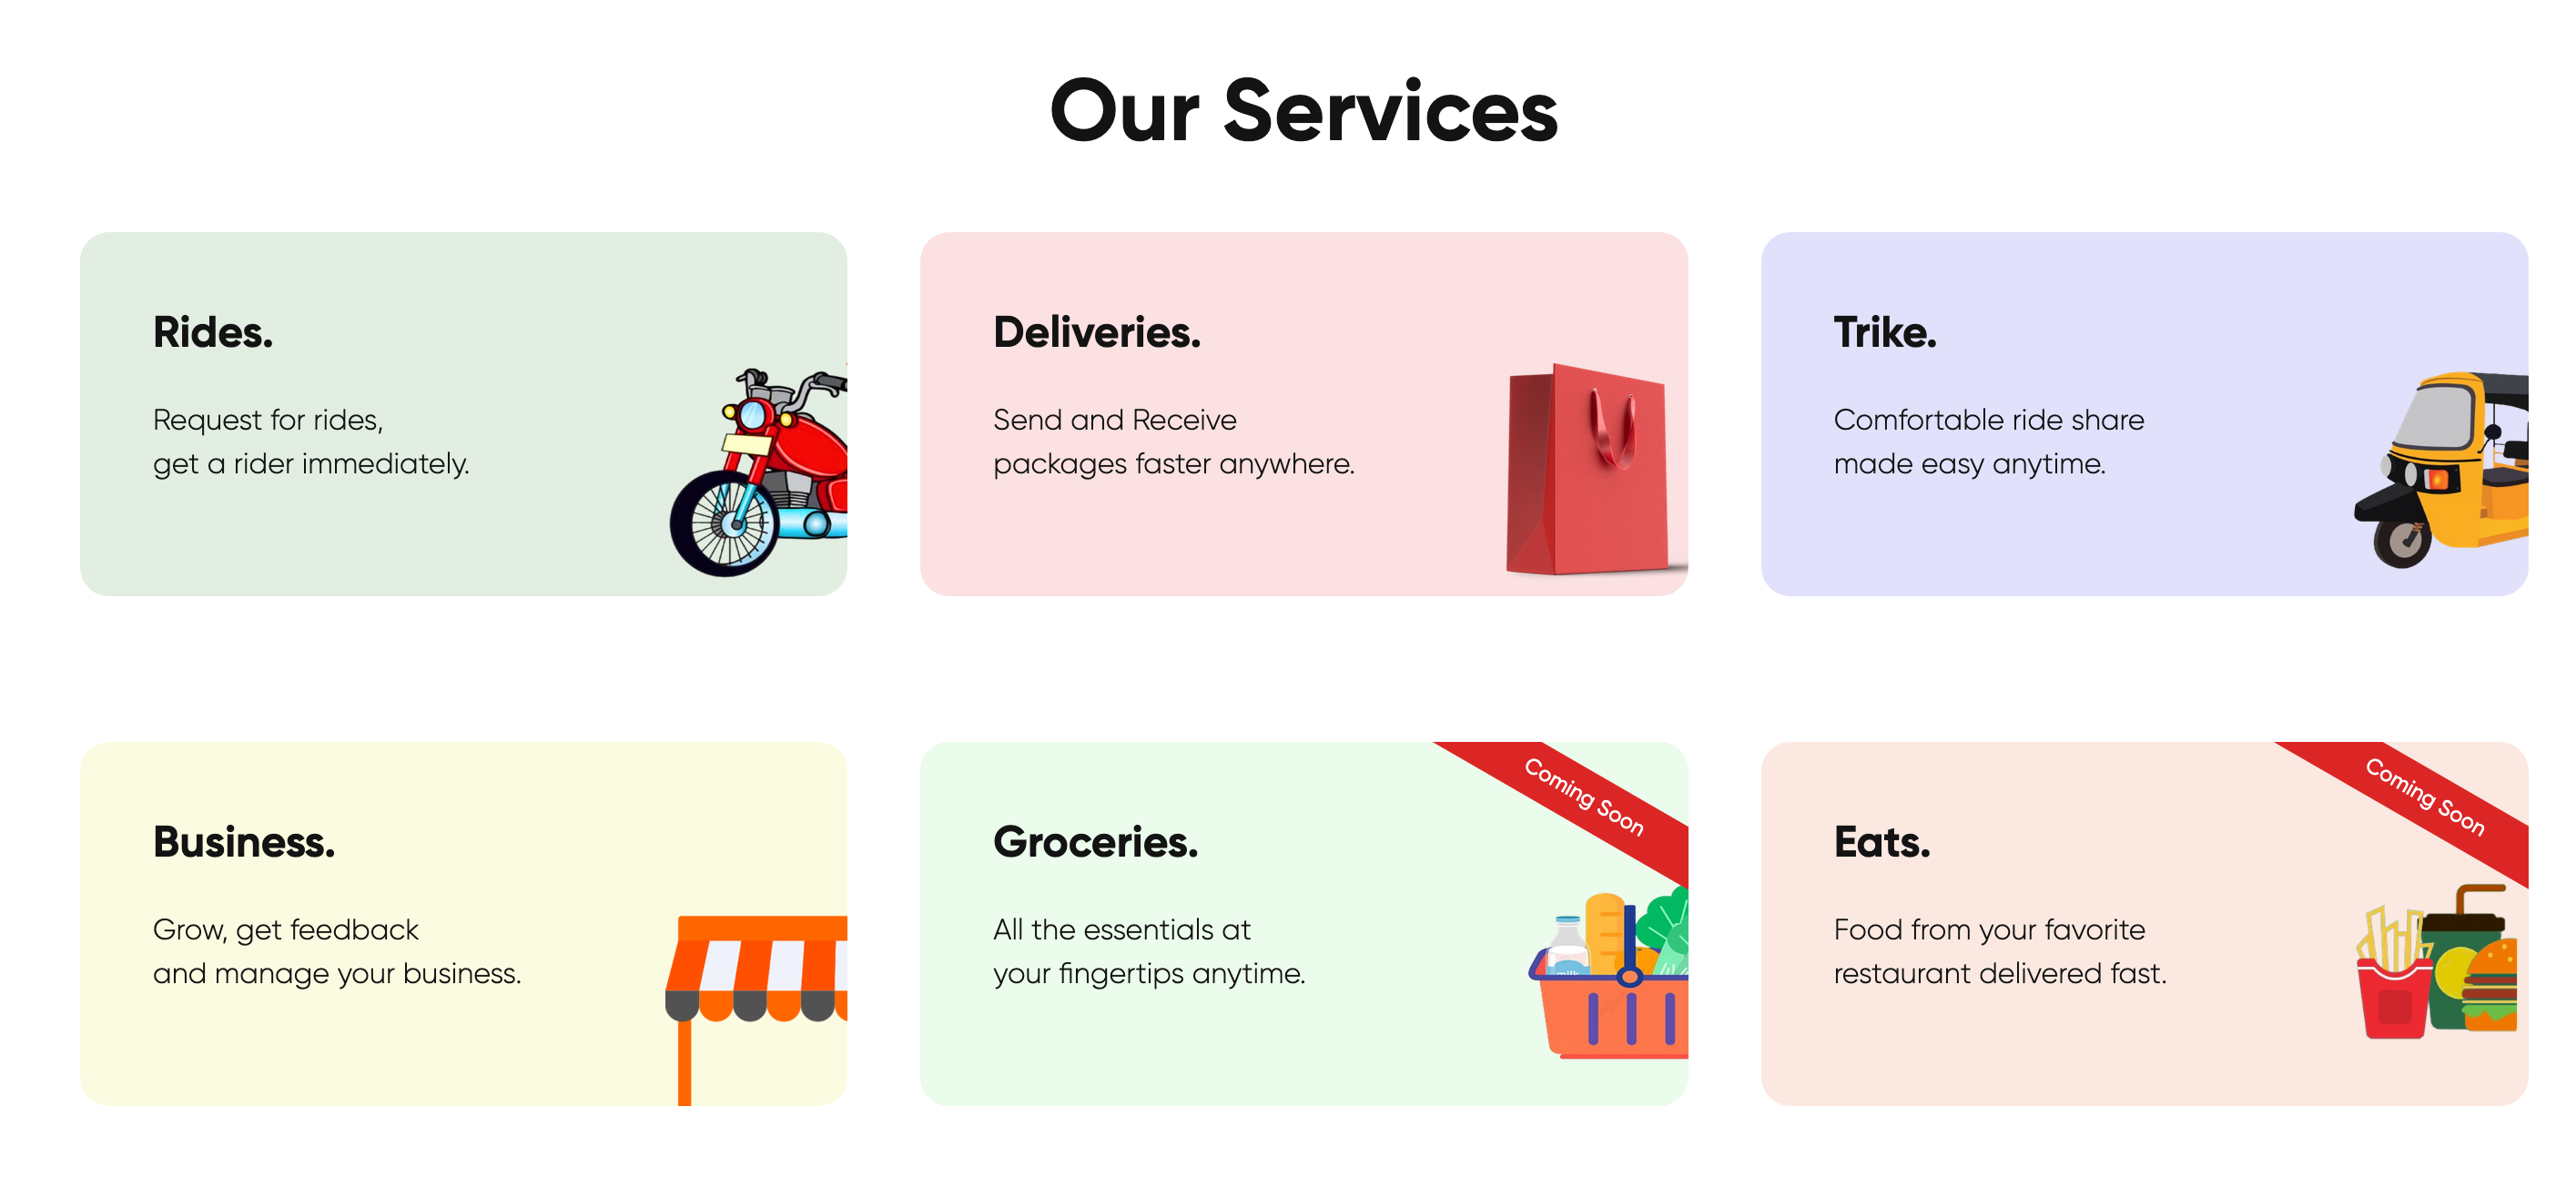 Our Services
Rides.
Request for rides,
get a rider immediately.
Deliveries.
Send and Receive
packages faster anywhere.
Trike.
Comfortable ride share
made easy anytime.
Business.
Grow, get feedback
and manage your business.
Coming Soon
Groceries.
All the essentials at
your fingertips anytime.
milk
Coming Soon
Eats.
Food from your favorite
restaurant delivered fast.